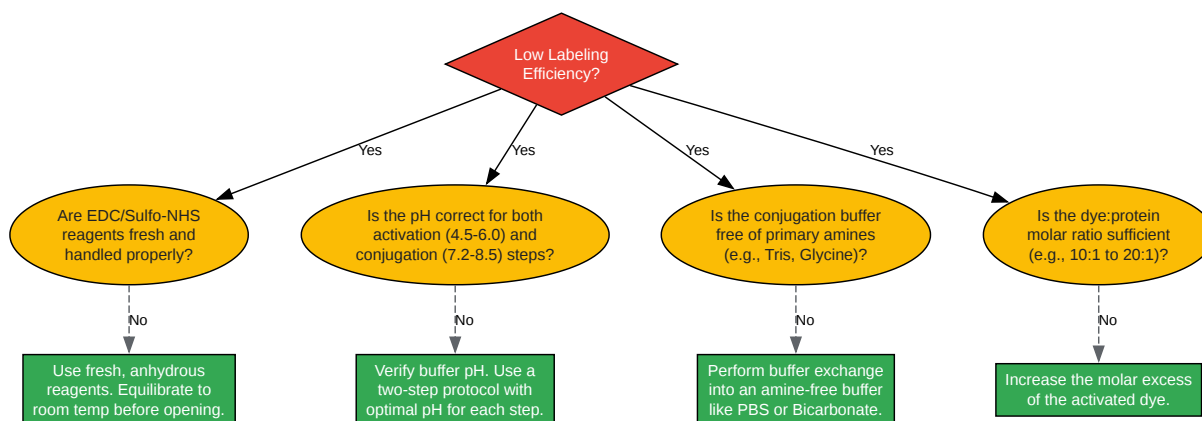 Low Labeling
Efficiency?
Yes
Yes
Yes
Yes
Are EDC/Sulfo-NHS
reagents fresh and
handled properly?
Is the pH correct for both
activation (4.5-6.0) and
conjugation (7.2-8.5) steps?
Is the conjugation buffer
free of primary amines
(e.g., Tris, Glycine)?
Is the dye:protein
molar ratio sufficient
(e.g., 10:1 to 20:1)?
No
No
No
No
Use fresh, anhydrous
reagents. Equilibrate to
room temp before opening.
Verify buffer pH. Use a
two-step protocol with
optimal pH for each step.
Perform buffer exchange
into an amine-free buffer
like PBS or Bicarbonate.
Increase the molar excess
of the activated dye.